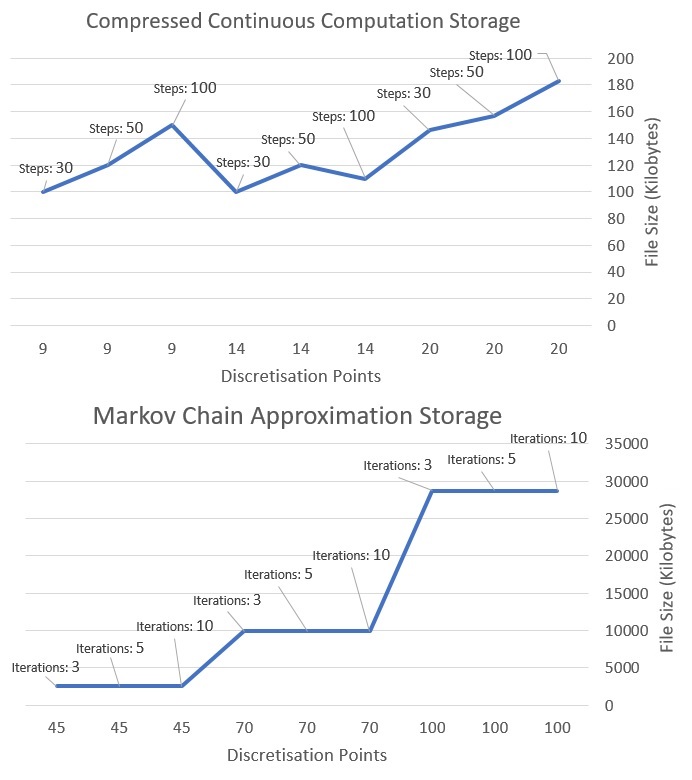 Compressed Continuous Computation Storage
Steps: 30
Steps: 50
Steps: 100
Steps: 30
Steps: 50
Steps: 100
Steps: 30
Steps: 50
Steps: 100
200
180
160
140
120
100
80
60
40
20
0
File Size (Kilobytes)
9 9 9 14 14 14 20 20 20
Discretisation Points
Markov Chain Approximation Storage
Iterations: 3
Iterations: 5
Iterations: 10
Iterations: 3
Iterations: 5
Iterations: 10
Iterations: 3
Iterations: 5
Iterations: 10
35000
30000
25000
20000
15000
10000
5000
0
File Size (Kilobytes)
45 45 45 70 70 70 100 100 100
Discretisation Points